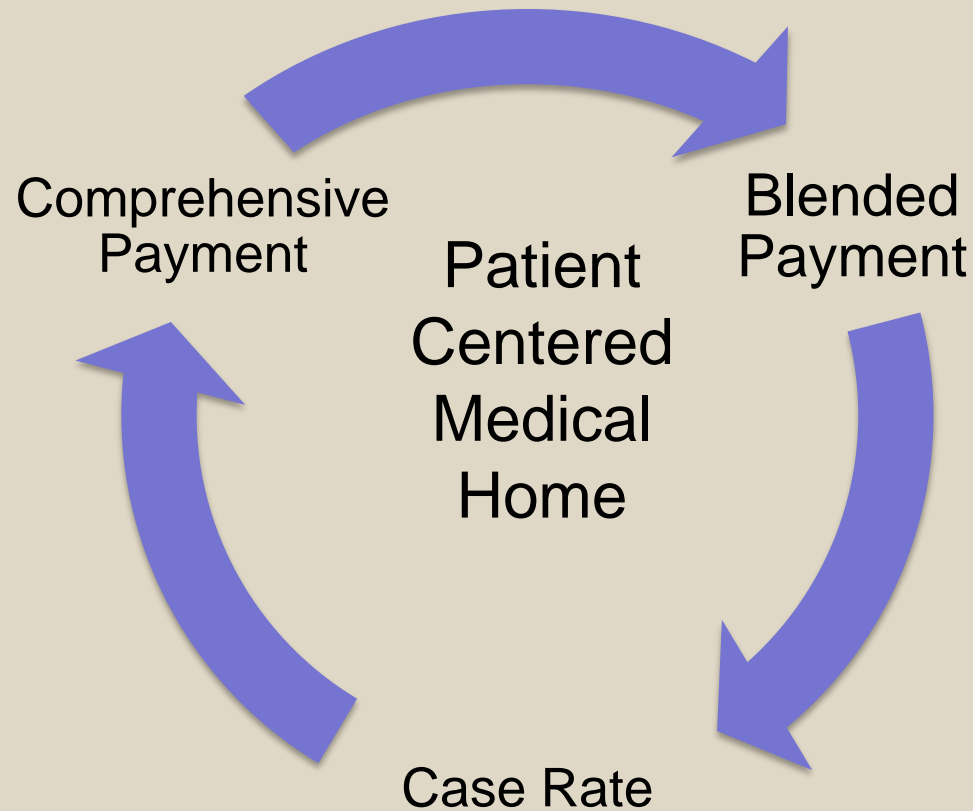 Comprehensive
Payment
Blended
Payment
Patient
Centered
Medical
Home
Case Rate